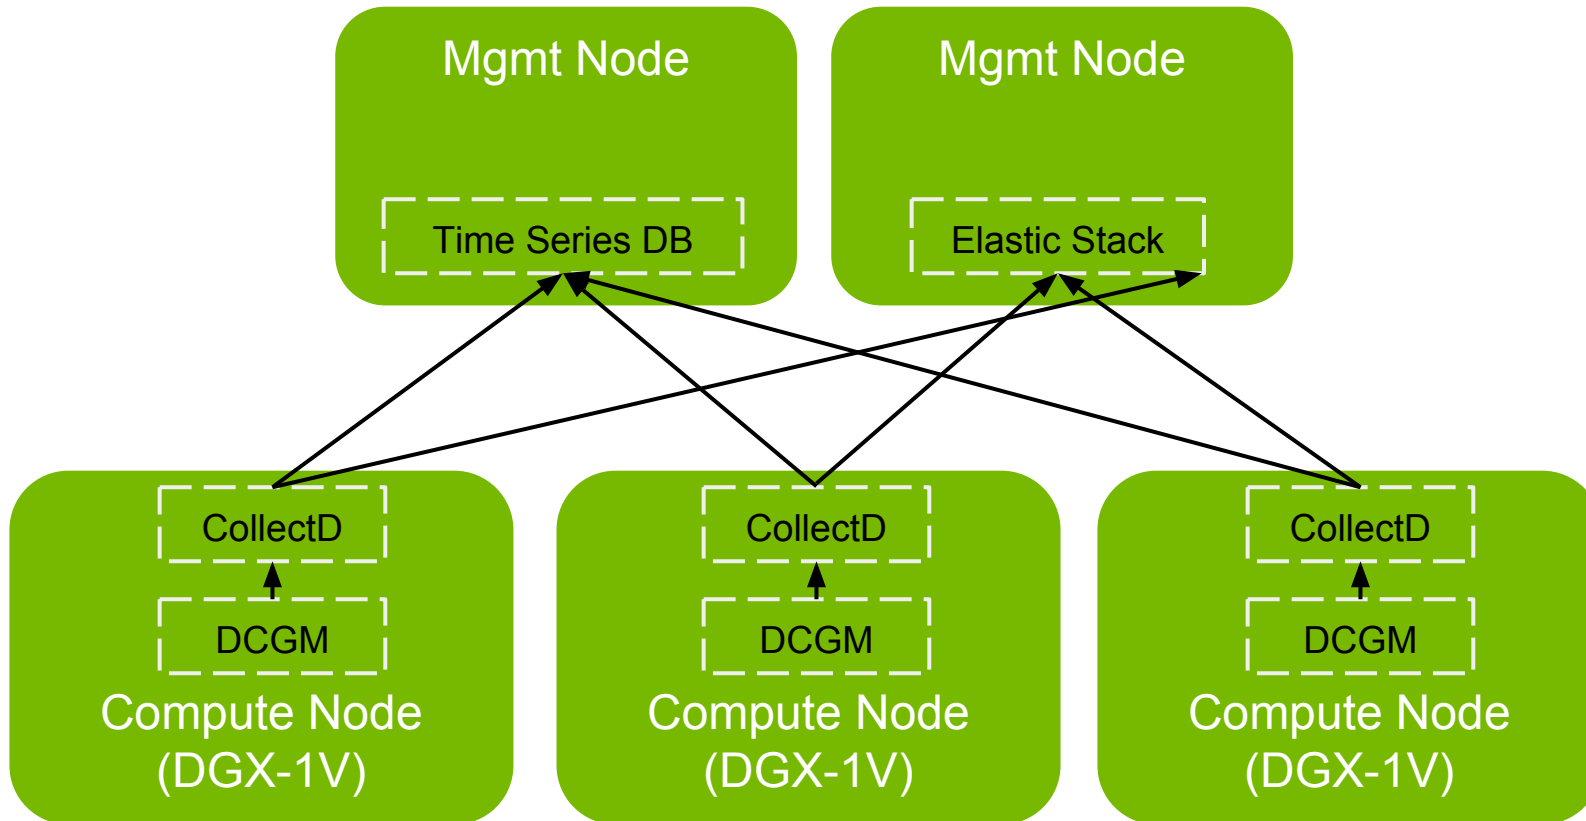 Mgmt Node
Mgmt Node
Time Series DB
Elastic Stack
CollectD
CollectD
CollectD
DCGM
DCGM
DCGM
Compute Node
(DGX-1V)
Compute Node
(DGX-1V)
Compute Node
(DGX-1V)